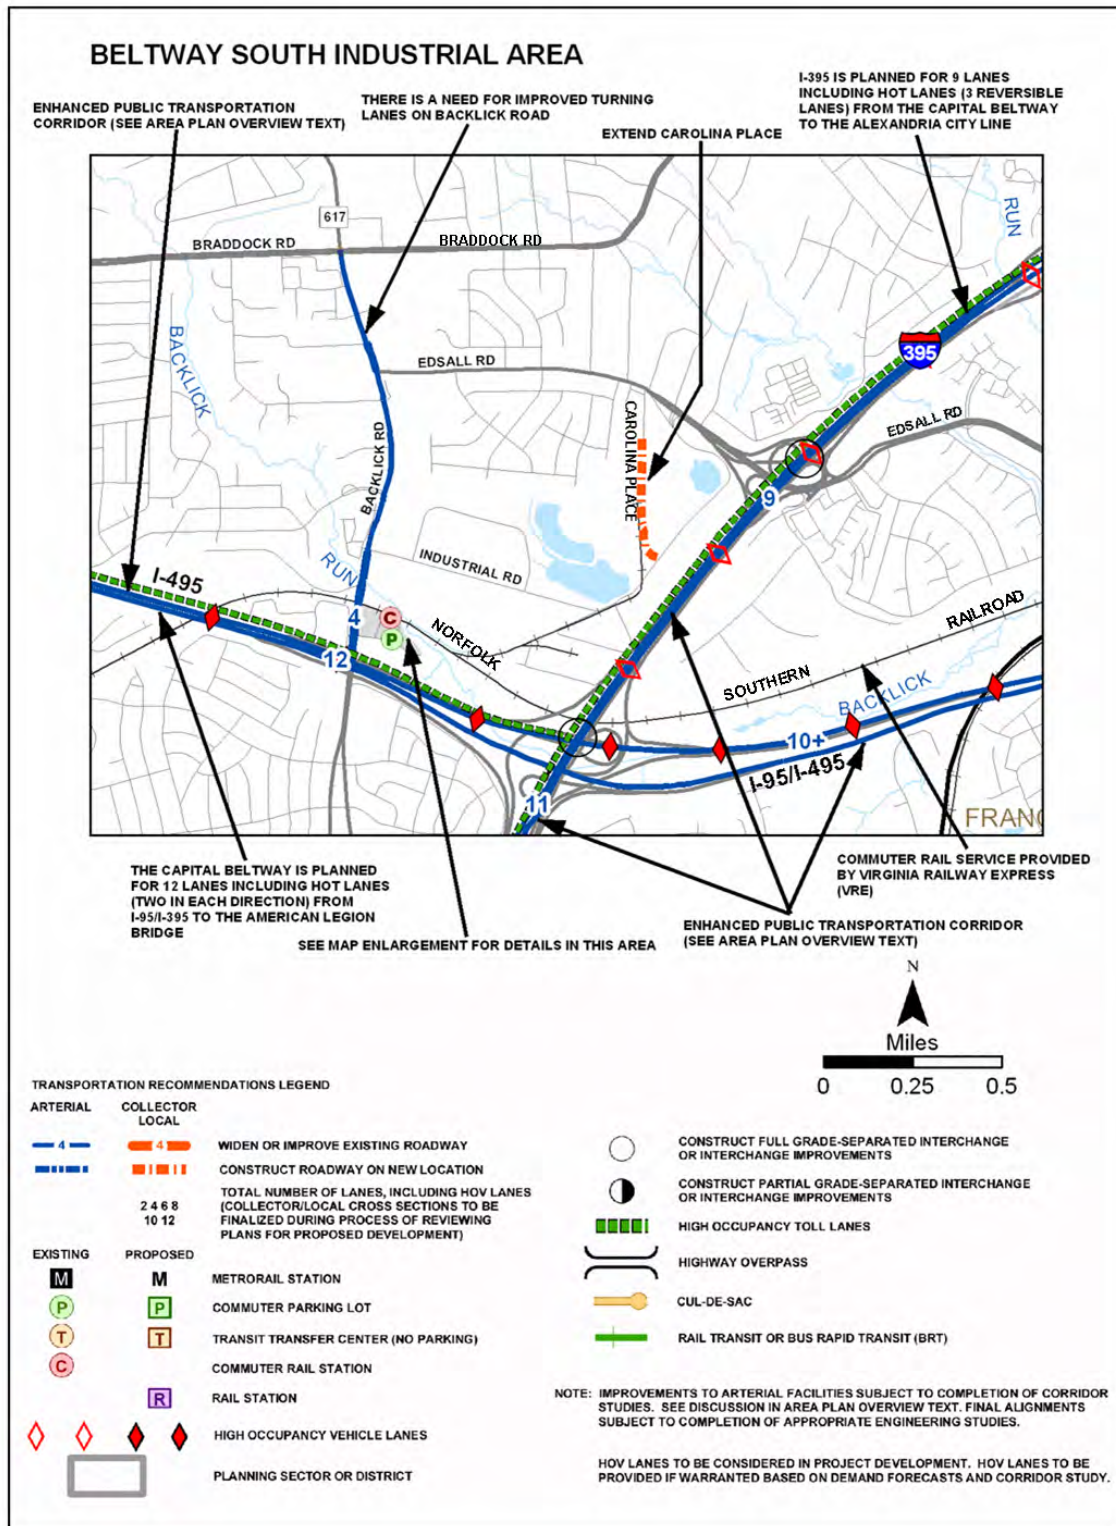 BELTWAY SOUTH INDUSTRIAL AREA
ENHANCED PUBLIC TRANSPORTATION
CORRIDOR (SEE AREA PLAN OVERVIEW TEXT)
THERE IS A NEED FOR IMPROVED TURNING
LANES ON BACKLICK ROAD
EXTEND CAROLINA PLACE
I-395 IS PLANNED FOR 9 LANES
INCLUDING HOT LANES (3 REVERSIBLE
LANES) FROM THE CAPITAL BELTWAY
TO THE ALEXANDRIA CITY LINE
617
BRADDOCK RD
BRADDOCK RD
RUN
BACKLICK
EDSALL RD
395
EDSALL RD
CAROLINA PLACE
BACKLICK RD
9
INDUSTRIAL RD
RUN
I-495
4
C
P
12
NORFOLK
RAILROAD
SOUTHERN
BACKLICK
10+
I-95/I-495
11
FRANC
THE CAPITAL BELTWAY IS PLANNED
FOR 12 LANES INCLUDING HOT LANES
(TWO IN EACH DIRECTION) FROM
I-95/I-395 TO THE AMERICAN LEGION
BRIDGE
SEE MAP ENLARGEMENT FOR DETAILS IN THIS AREA
COMMUTER RAIL SERVICE PROVIDED
BY VIRGINIA RAILWAY EXPRESS
(VRE)
ENHANCED PUBLIC TRANSPORTATION CORRIDOR
(SEE AREA PLAN OVERVIEW TEXT)
N
Miles
0 0.25 0.5
TRANSPORTATION RECOMMENDATIONS LEGEND
ARTERIAL
COLLECTOR
LOCAL
4 4 WIDEN OR IMPROVE EXISTING ROADWAY
CONSTRUCT ROADWAY ON NEW LOCATION
2 4 6 8
10 12
TOTAL NUMBER OF LANES, INCLUDING HOV LANES
(COLLECTOR/LOCAL CROSS SECTIONS TO BE
FINALIZED DURING PROCESS OF REVIEWING
PLANS FOR PROPOSED DEVELOPMENT)
EXISTING PROPOSED
M M METRORAIL STATION
P P COMMUTER PARKING LOT
T T TRANSIT TRANSFER CENTER (NO PARKING)
C COMMUTER RAIL STATION
R RAIL STATION
HIGH OCCUPANCY VEHICLE LANES
PLANNING SECTOR OR DISTRICT
CONSTRUCT FULL GRADE-SEPARATED INTERCHANGE
OR INTERCHANGE IMPROVEMENTS
CONSTRUCT PARTIAL GRADE-SEPARATED INTERCHANGE
OR INTERCHANGE IMPROVEMENTS
HIGH OCCUPANCY TOLL LANES
HIGHWAY OVERPASS
CUL-DE-SAC
RAIL TRANSIT OR BUS RAPID TRANSIT (BRT)
NOTE: IMPROVEMENTS TO ARTERIAL FACILITIES SUBJECT TO COMPLETION OF CORRIDOR
STUDIES. SEE DISCUSSION IN AREA PLAN OVERVIEW TEXT. FINAL ALIGNMENTS
SUBJECT TO COMPLETION OF APPROPRIATE ENGINEERING STUDIES.
HOV LANES TO BE CONSIDERED IN PROJECT DEVELOPMENT. HOV LANES TO BE
PROVIDED IF WARRANTED BASED ON DEMAND FORECASTS AND CORRIDOR STUDY.